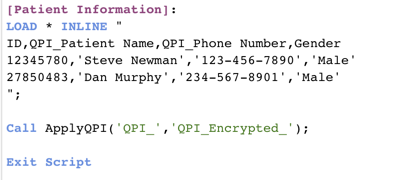 [Patient Information]:
LOAD * INLINE "
ID,QPI_Patient Name,QPI_Phone Number,Gender
12345780,'Steve Newman','123-456-7890','Male'
27850483,'Dan Murphy','234-567-8901','Male'
";
Call ApplyQPI('QPI_','QPI_Encrypted_');
Exit Script